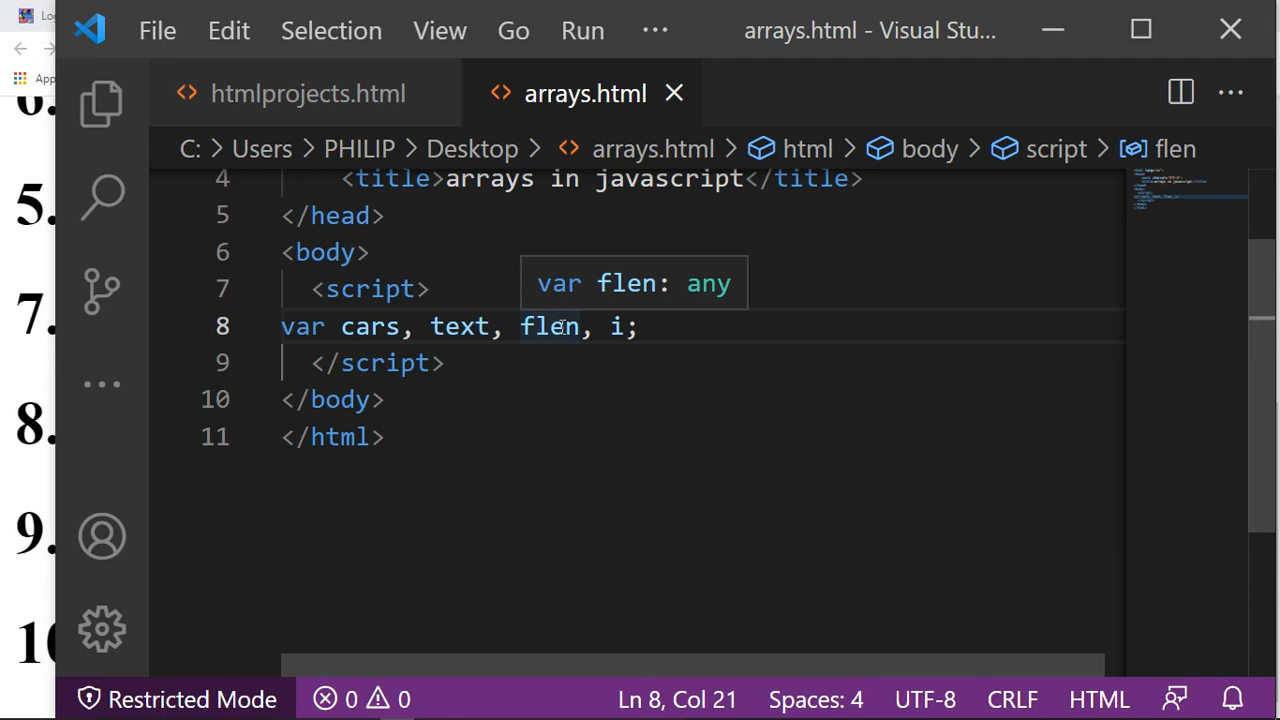 File Edit Selection View Go Run ··· arrays.html - Visual Stu...
htmlprojects.html arrays.html
C: > Users > PHILIP > Desktop > arrays.html > html > body > script > flen
4 <title>arrays in javascript</title>
5 </head>
6 <body>
var flen: any
7 <script>
8 var cars, text, flen, i;
9 </script>
10 </body>
11 </html>
Restricted Mode 0 0 Ln 8, Col 21 Spaces: 4 UTF-8 CRLF HTML
App
5.
7.
8.
9.